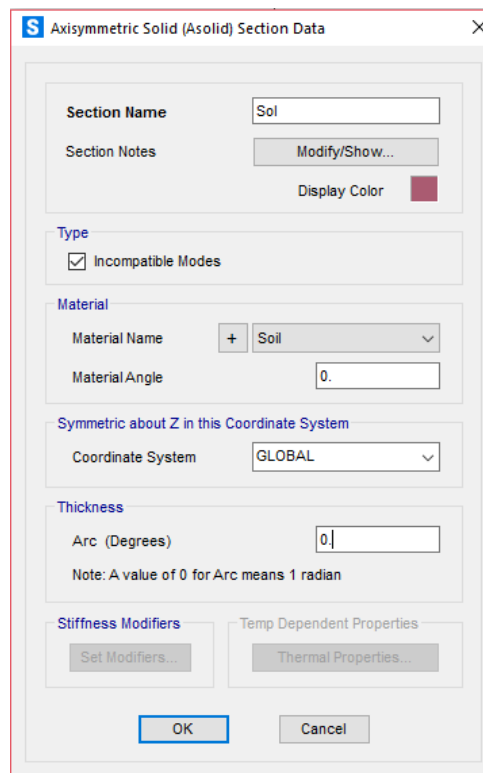 S Axisymmetric Solid (Asolid) Section Data
Section Name Sol
Section Notes Modify/Show...
Display Color
Type
Incompatible Modes
Material
Material Name + Soil
Material Angle 0.
Symmetric about Z in this Coordinate System
Coordinate System GLOBAL
Thickness
Arc (Degrees) 0.
Note: A value of 0 for Arc means 1 radian
Stiffness Modifiers Temp Dependent Properties
Set Modifiers... Thermal Properties...
OK Cancel